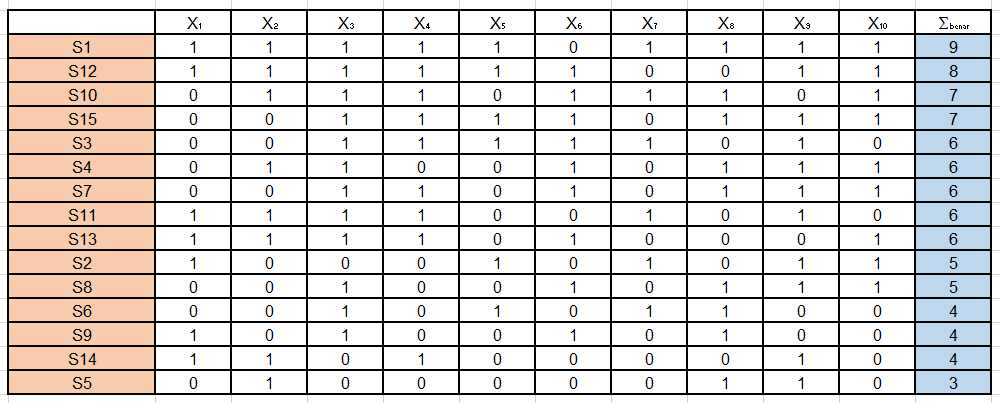 X₁ X₂ X₃ X₄ X₅ X₆ X₇ X₈ X₉ X₁₀ Σbenar
S1 1 1 1 1 1 0 1 1 1 1 9
S12 1 1 1 1 1 1 0 0 1 1 8
S10 0 1 1 1 0 1 1 1 0 1 7
S15 0 0 1 1 1 1 0 1 1 1 7
S3 0 0 1 1 1 1 1 0 1 0 6
S4 0 1 1 0 0 1 0 1 1 1 6
S7 0 0 1 1 0 1 0 1 1 1 6
S11 1 1 1 1 0 0 1 0 1 0 6
S13 1 1 1 1 0 1 0 0 0 1 6
S2 1 0 0 0 1 0 1 0 1 1 5
S8 0 0 1 0 0 1 0 1 1 1 5
S6 0 0 1 0 1 0 1 1 0 0 4
S9 1 0 1 0 0 1 0 1 0 0 4
S14 1 1 0 1 0 0 0 0 1 0 4
S5 0 1 0 0 0 0 0 1 1 0 3